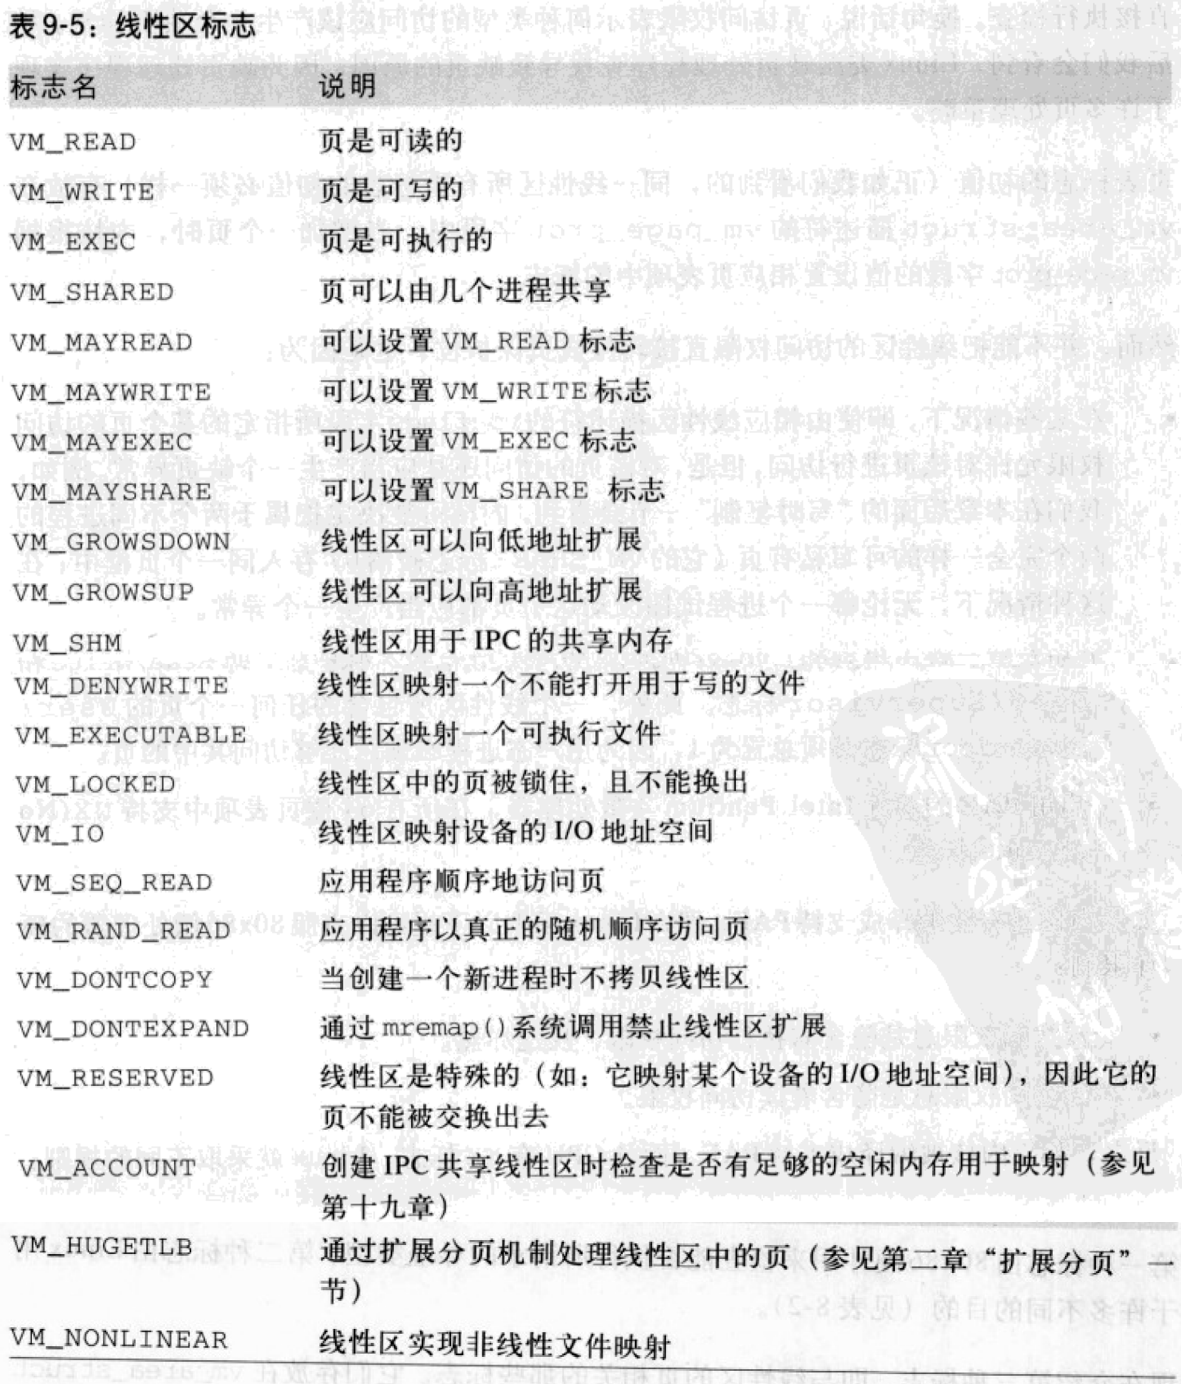 表 9-5：线性区标志
标志名 说明
VM_READ 页是可读的
VM_WRITE 页是可写的
VM_EXEC 页是可执行的
VM_SHARED 页可以由几个进程共享
VM_MAYREAD 可以设置 VM_READ 标志
VM_MAYWRITE 可以设置 VM_WRITE 标志
VM_MAYEXEC 可以设置 VM_EXEC 标志
VM_MAYSHARE 可以设置 VM_SHARE 标志
VM_GROWSDOWN 线性区可以向低地址扩展
VM_GROWSUP 线性区可以向高地址扩展
VM_SHM 线性区用于 IPC 的共享内存
VM_DENYWRITE 线性区映射一个不能打开用于写的文件
VM_EXECUTABLE 线性区映射一个可执行文件
VM_LOCKED 线性区中的页被锁住，且不能换出
VM_IO 线性区映射设备的 I/O 地址空间
VM_SEQ_READ 应用程序顺序地访问页
VM_RAND_READ 应用程序以真正的随机顺序访问页
VM_DONTCOPY 当创建一个新进程时不拷贝线性区
VM_DONTEXPAND 通过 mremap()系统调用禁止线性区扩展
VM_RESERVED 线性区是特殊的（如：它映射某个设备的 I/O 地址空间），因此它的
页不能被交换出去
VM_ACCOUNT 创建 IPC 共享线性区时检查是否有足够的空闲内存用于映射（参见
第十九章）
VM_HUGETLB 通过扩展分页机制处理线性区中的页（参见第二章“扩展分页”一
节）
VM_NONLINEAR 线性区实现非线性文件映射